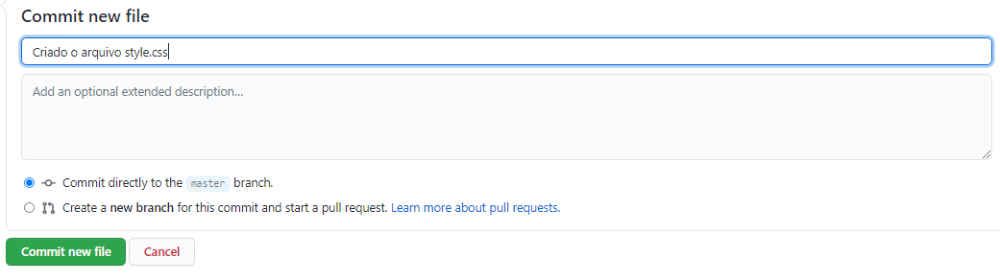 Commit new file
Criado o arquivo style.css
Add an optional extended description...
Commit directly to the master branch.
Create a new branch for this commit and start a pull request. Learn more about pull requests.
Commit new file Cancel